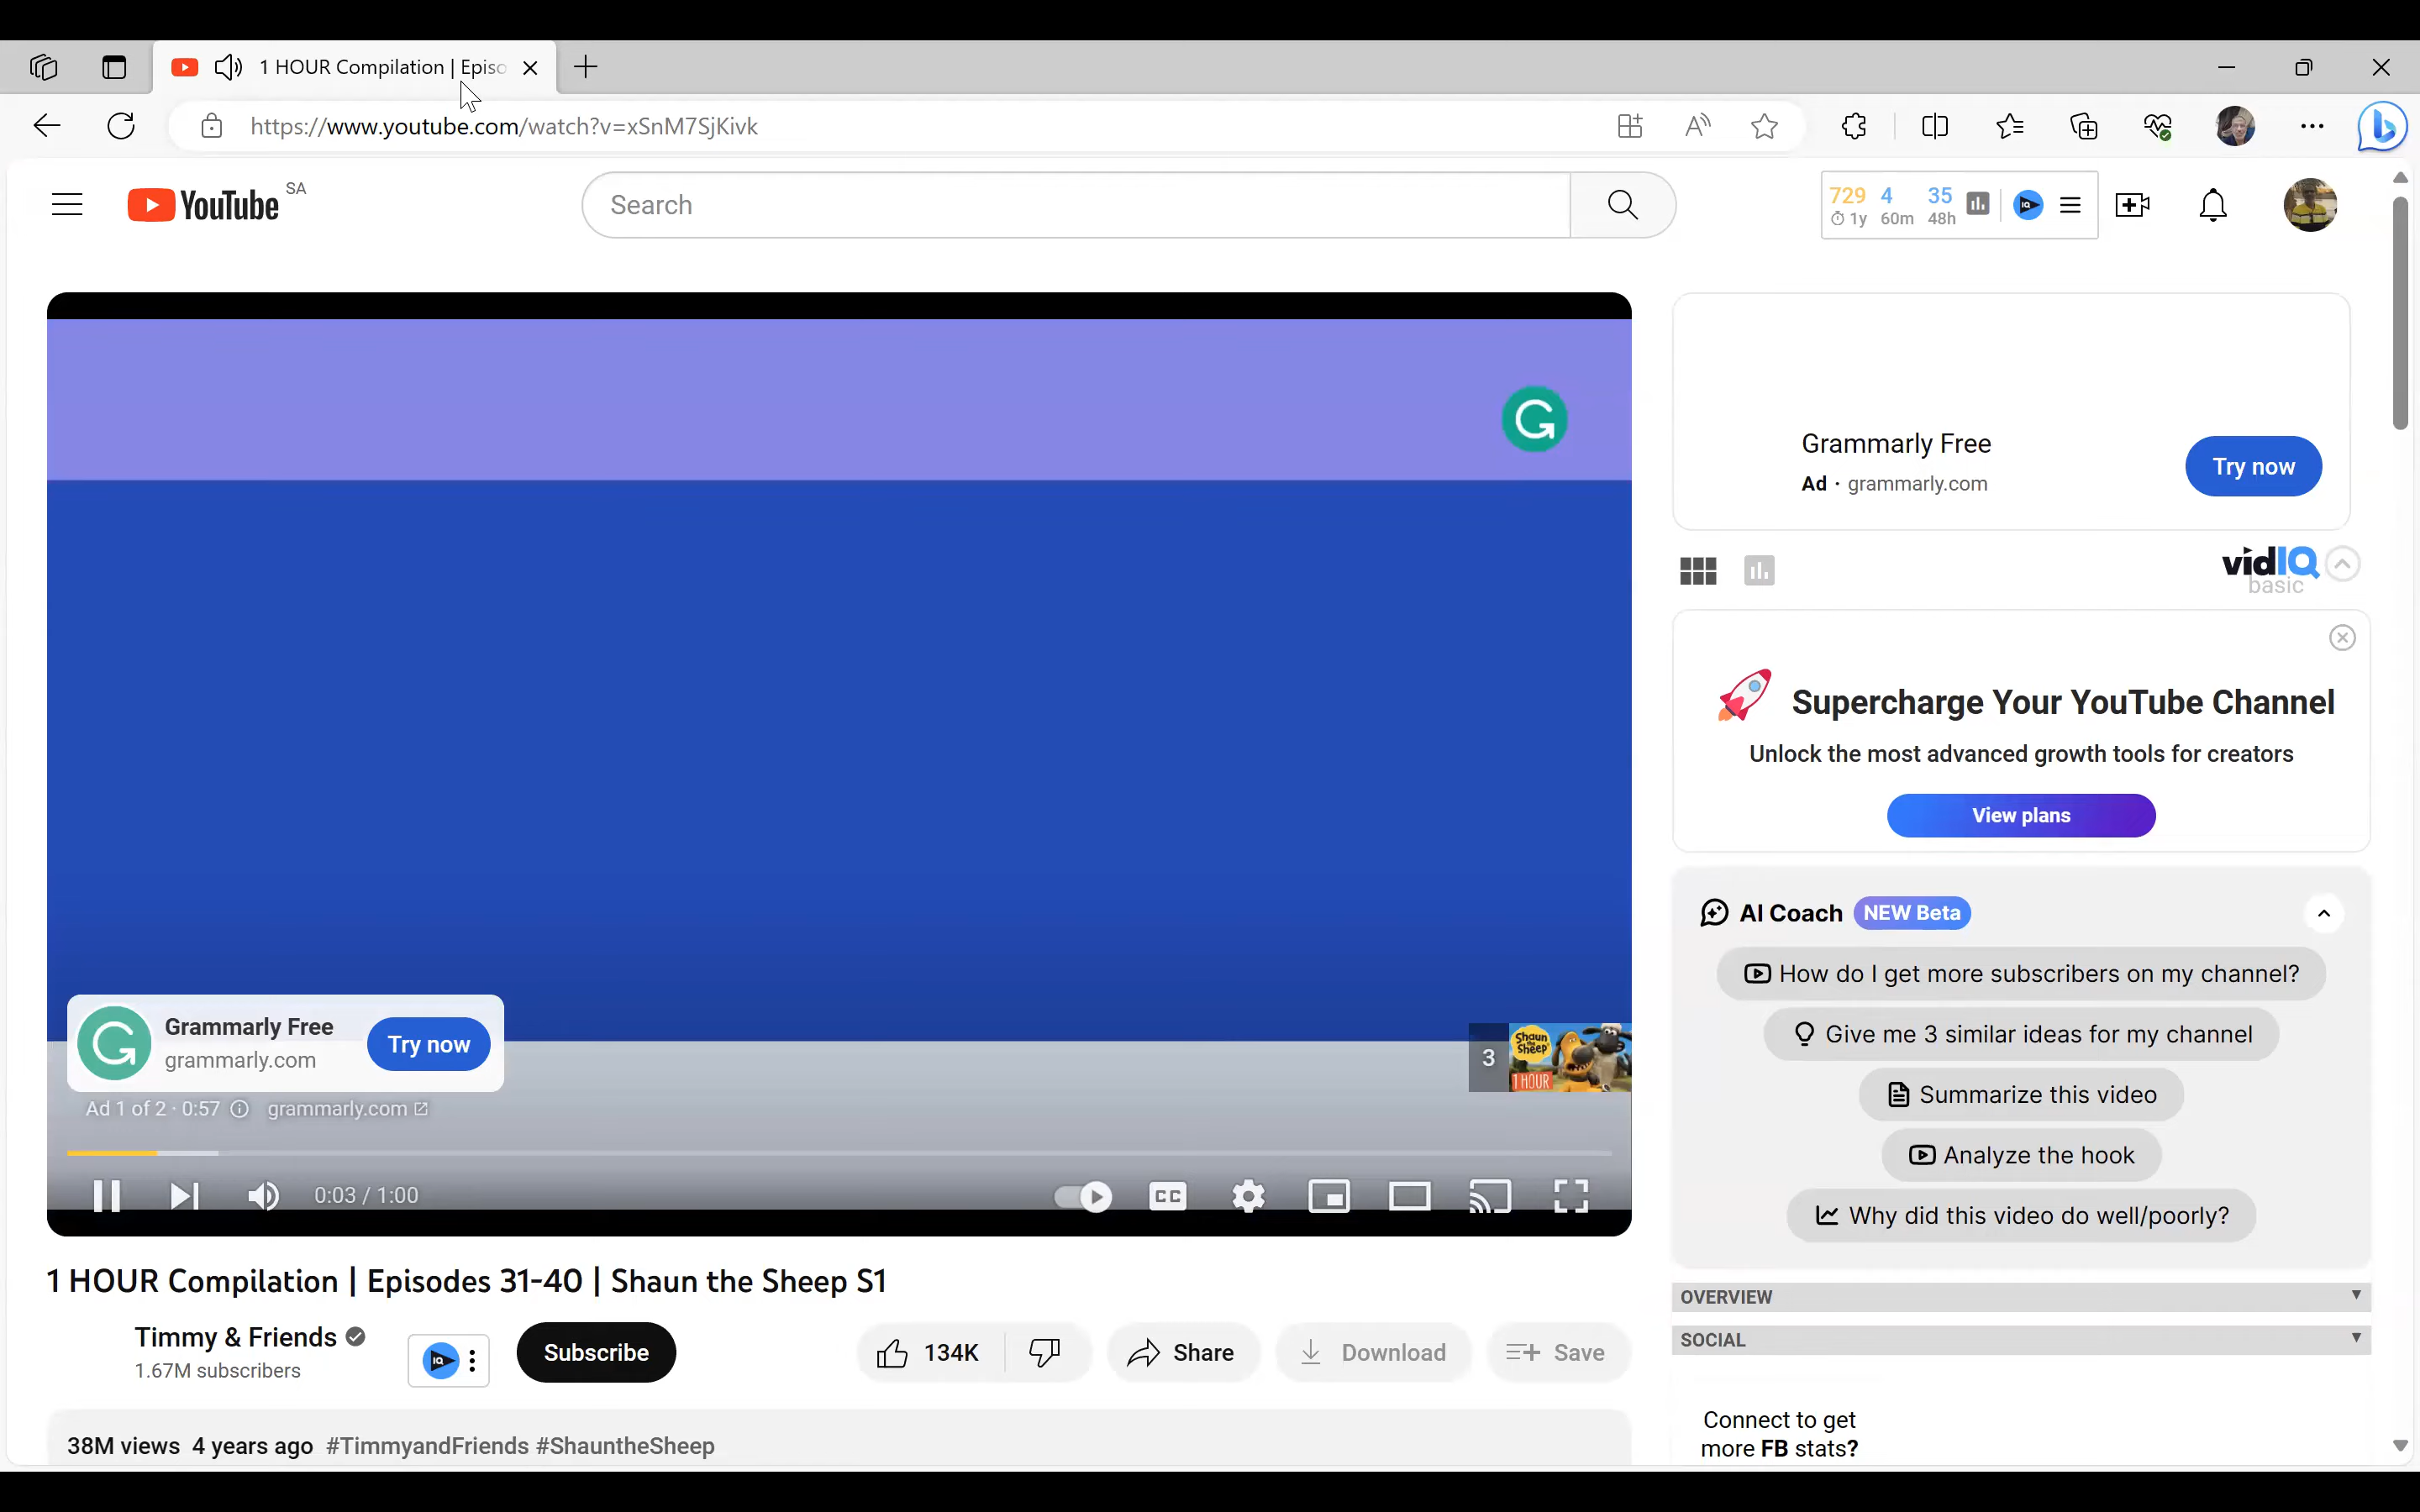 1 HOUR Compilation | Episo
https://www.youtube.com/watch?v=xSnM7SjKivk
YouTube SA
Search
729 4 35
1y 60m 48h
Grammarly Free
Ad · grammarly.com
Try now
vidIQ
basic
Supercharge Your YouTube Channel
Unlock the most advanced growth tools for creators
View plans
AI Coach NEW Beta
How do I get more subscribers on my channel?
Give me 3 similar ideas for my channel
Summarize this video
Analyze the hook
Why did this video do well/poorly?
OVERVIEW
SOCIAL
Connect to get
more FB stats?
Grammarly Free
grammarly.com
Try now
3
Shaun the Sheep
1 HOUR
Ad 1 of 2 · 0:57 grammarly.com
0:03 / 1:00
CC
1 HOUR Compilation | Episodes 31-40 | Shaun the Sheep S1
Timmy & Friends
1.67M subscribers
IQ
Subscribe
134K
Share
Download
Save
38M views 4 years ago #TimmyandFriends #ShauntheSheep